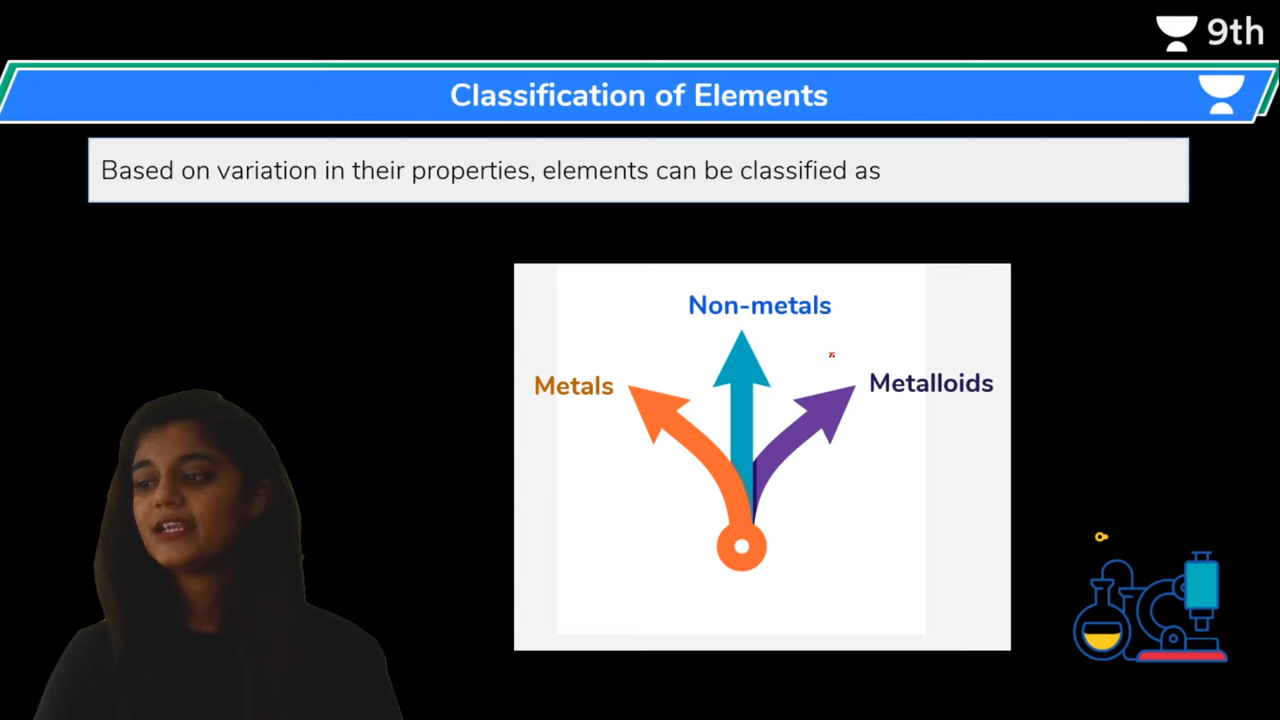 9th
Classification of Elements
Based on variation in their properties, elements can be classified as
Non-metals
Metals
Metalloids